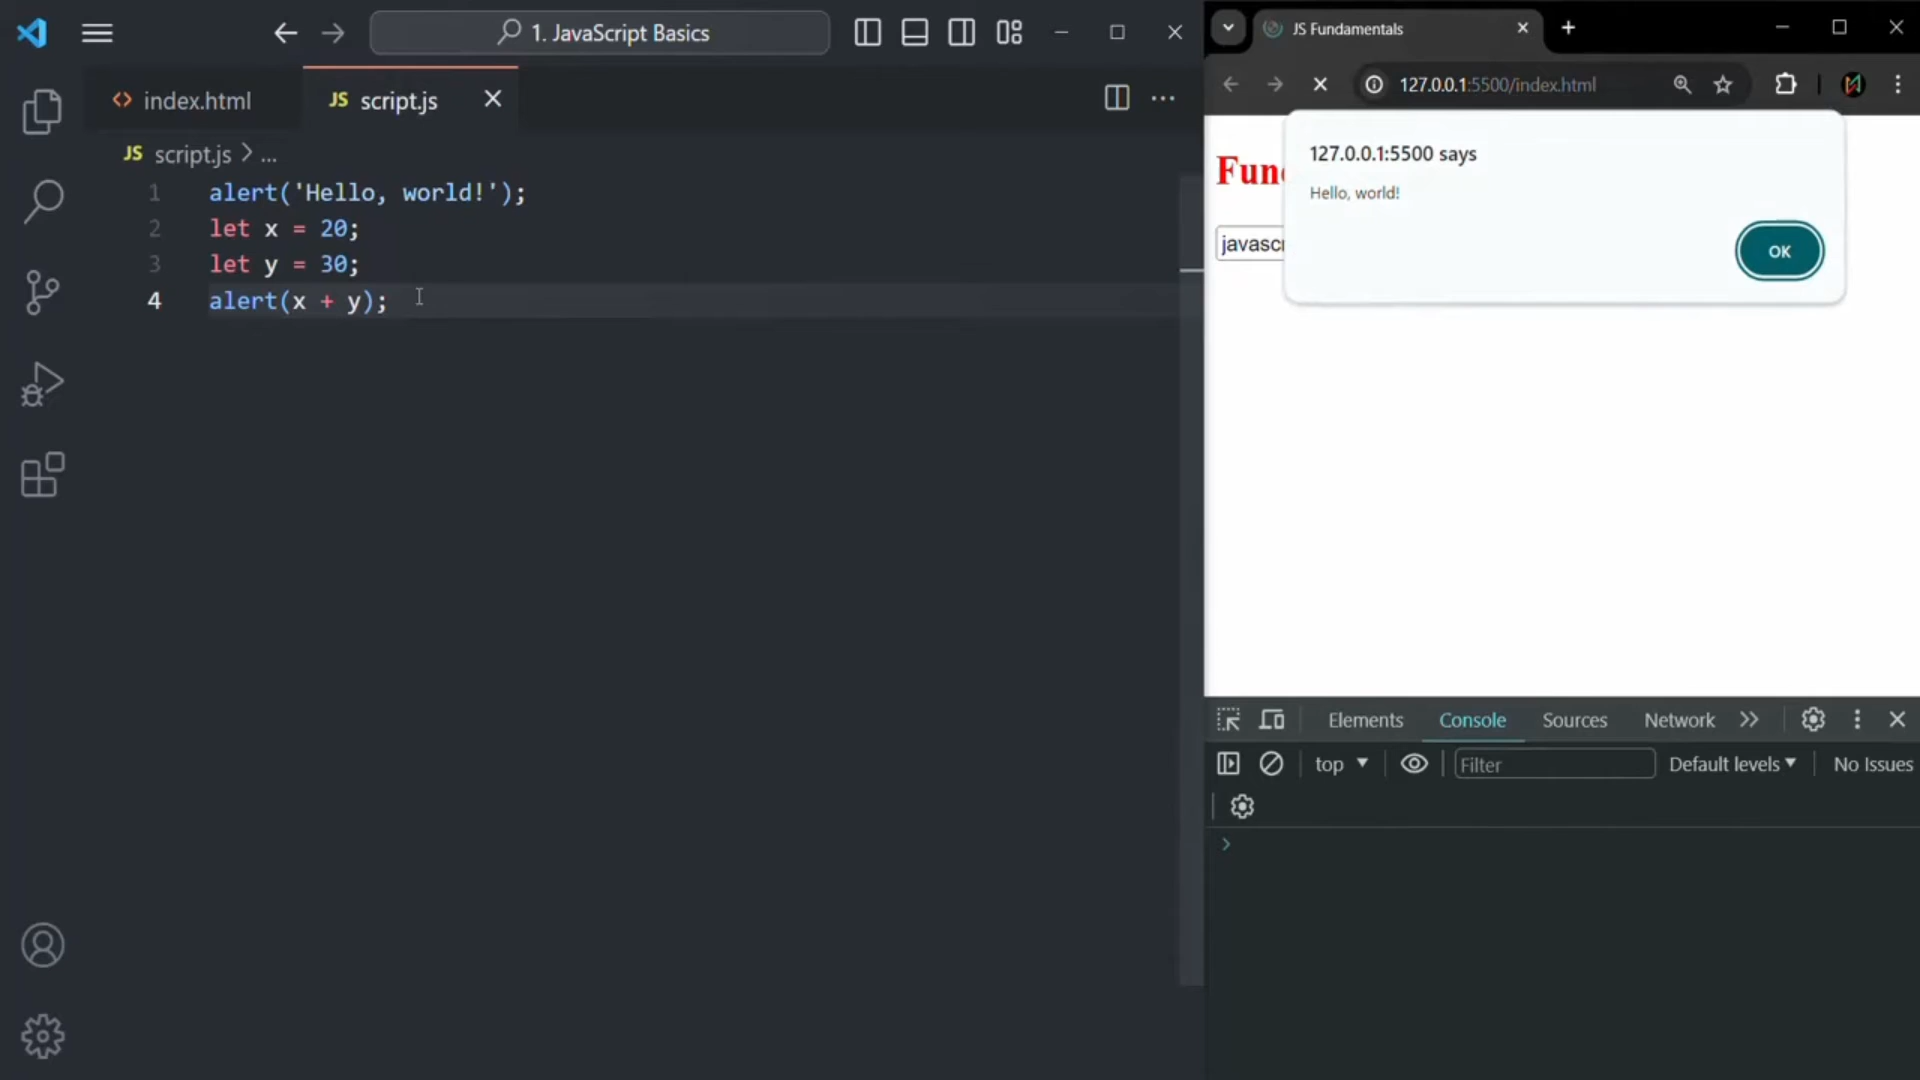 1. JavaScript Basics
index.html
JS script.js
JS script.js > ...
1 alert('Hello, world!');
2 let x = 20;
3 let y = 30;
4 alert(x + y);
JS Fundamentals
127.0.0.1:5500/index.html
127.0.0.1:5500 says
Hello, world!
OK
Func
javascr
Elements Console Sources Network
top Filter Default levels No Issues